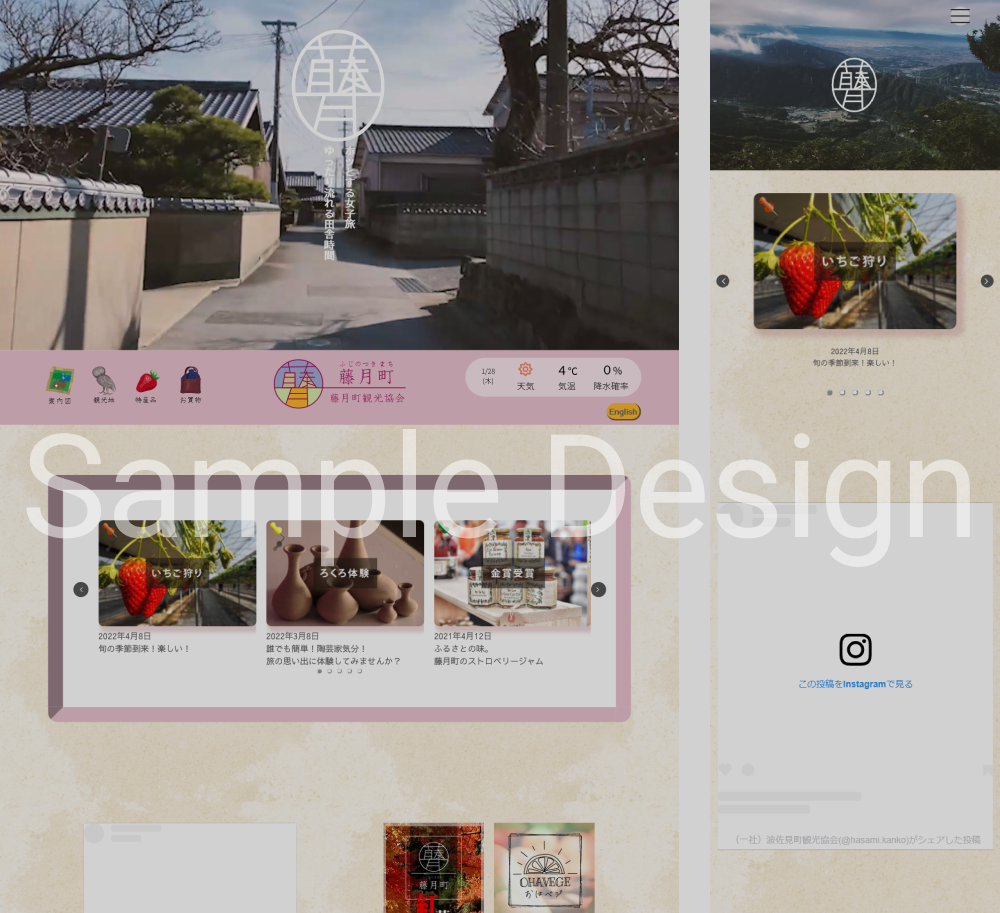 藤月
る女子旅
ゆったり流れる田舎時間
案内図
観光地
特産品
お買物
ふじのつきまち
藤月町
藤月町観光協会
1/28
(木)
天気
4℃
気温
0%
降水確率
English
Sample Design
いちご狩り
2022年4月8日
旬の季節到来！楽しい！
ろくろ体験
2022年3月8日
誰でも簡単！陶芸家気分！
旅の思い出に体験してみませんか？
金賞受賞
2021年4月12日
ふるさとの味。
藤月町のストロベリージャム
藤月
藤月町
紅
OHAVEGE
おはベジ
藤月
いちご狩り
2022年4月8日
旬の季節到来！楽しい！
この投稿をInstagramで見る
（一社）波佐見町観光協会(@hasami kanko)がシェアした投稿